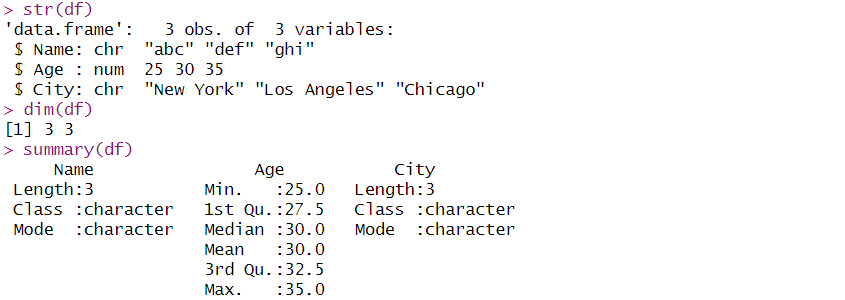 > str(df)
'data.frame':   3 obs. of  3 variables:
 $ Name: chr  "abc" "def" "ghi"
 $ Age : num  25 30 35
 $ City: chr  "New York" "Los Angeles" "Chicago"
> dim(df)
[1] 3 3
> summary(df)
     Name                Age           City          
 Length:3           Min.   :25.0   Length:3          
 Class :character   1st Qu.:27.5   Class :character  
 Mode  :character   Median :30.0   Mode  :character  
                    Mean   :30.0                     
                    3rd Qu.:32.5                     
                    Max.   :35.0